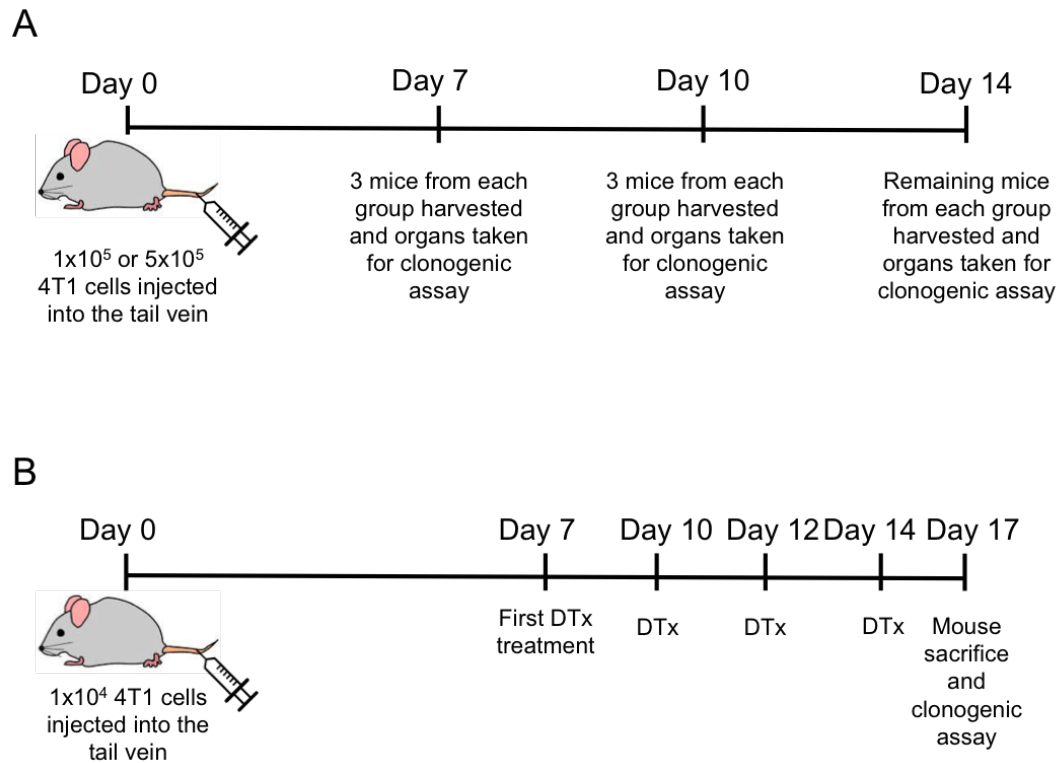 A
Day 0 Day 7 Day 10 Day 14
1x10⁵ or 5x10⁵
4T1 cells injected
into the tail vein
3 mice from each
group harvested
and organs taken
for clonogenic
assay
3 mice from each
group harvested
and organs taken
for clonogenic
assay
Remaining mice
from each group
harvested and
organs taken for
clonogenic assay
B
Day 0 Day 7 Day 10 Day 12 Day 14 Day 17
1x10⁴ 4T1 cells
injected into the
tail vein
First DTx
treatment
DTx
DTx
DTx
Mouse
sacrifice
and
clonogenic
assay